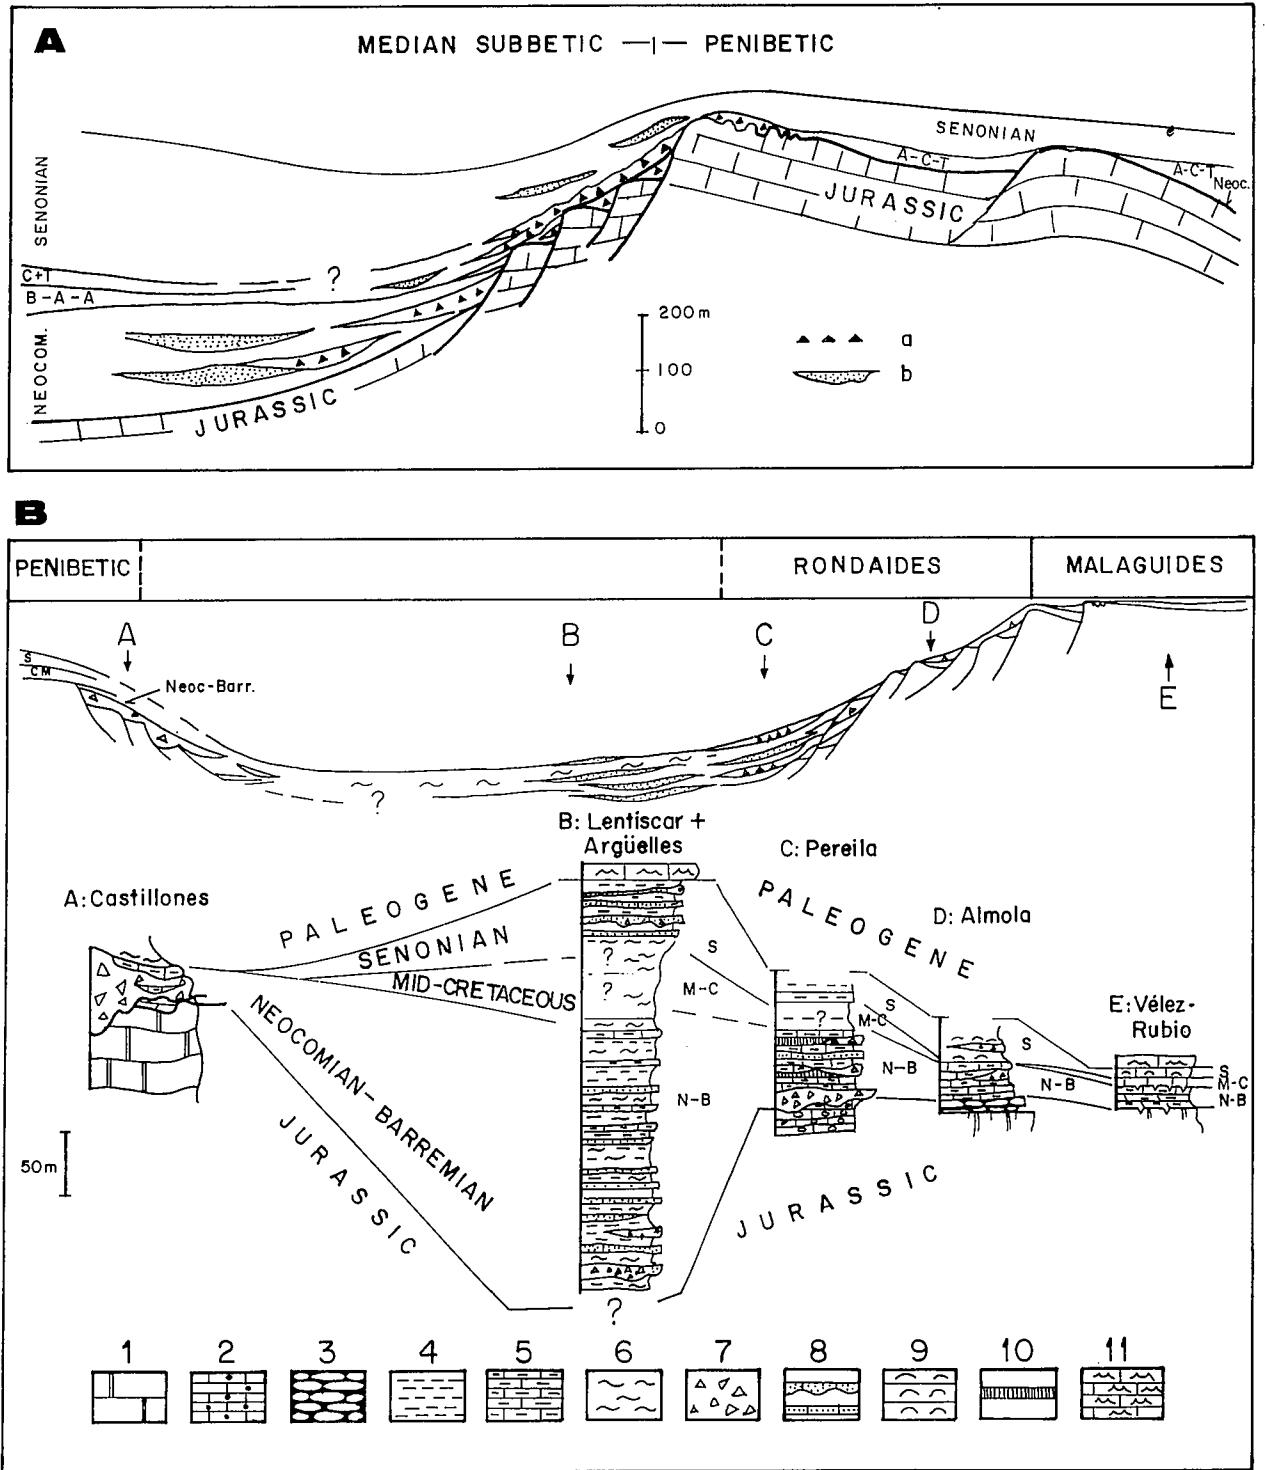 A
MEDIAN SUBBETIC —|— PENIBETIC
SENONIAN
SENONIAN
A-C-T
A-C-T
Neoc.
JURASSIC
C+T
?
B-A-A
NEOCOM.
JURASSIC
200 m
100
0
a
b
B
PENIBETIC
RONDAIDES
MALAGUIDES
A
B
C
D
E
S
CM
Neoc-Barr.
?
B: Lentiscar +
Argüelles
C: Pereila
A: Castillones
D: Almola
E: Vélez-
Rubio
PALEOGENE
SENONIAN
MID-CRETACEOUS
NEOCOMIAN-BARREMIAN
JURASSIC
PALEOGENE
JURASSIC
?
?
S
M-C
N-B
?
?
S
M-C
N-B
S
N-B
S
M-C
N-B
50m
1 2 3 4 5 6 7 8 9 10 11